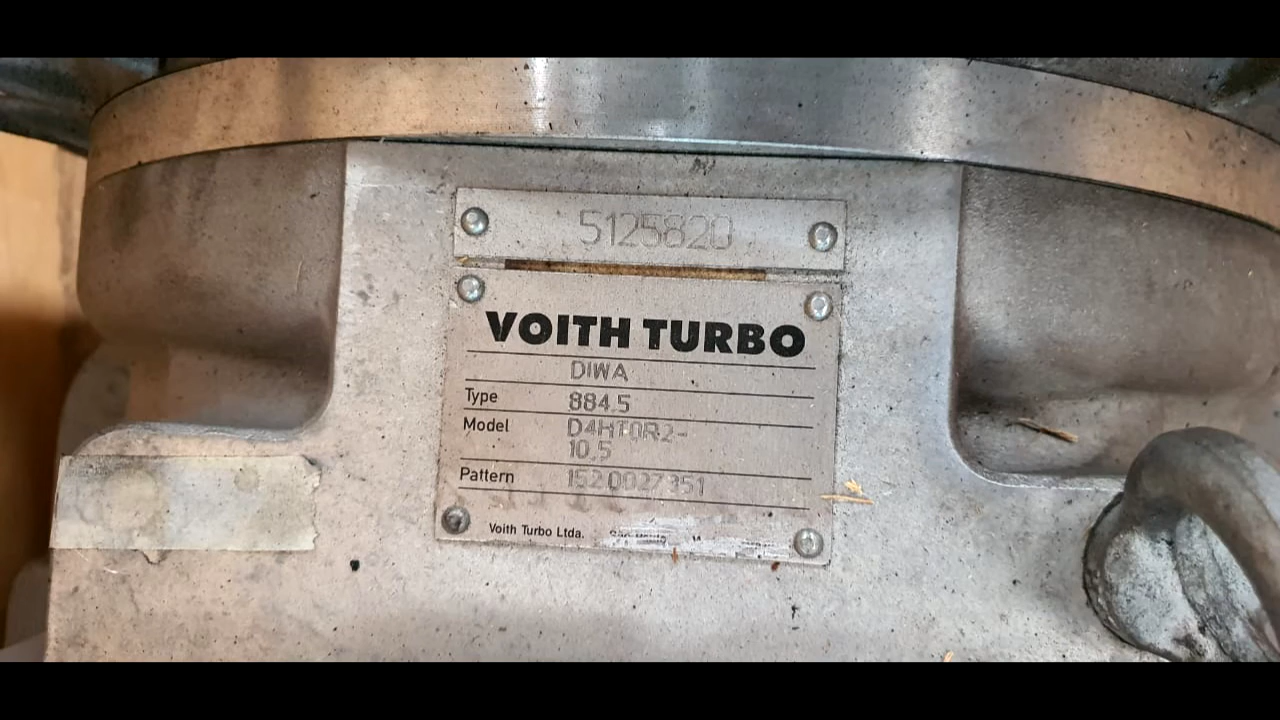 5125820
VOITH TURBO
DIWA
Type 884.5
Model D4HT0R2-
10.5
Pattern 152.0027351
Voith Turbo Ltda.